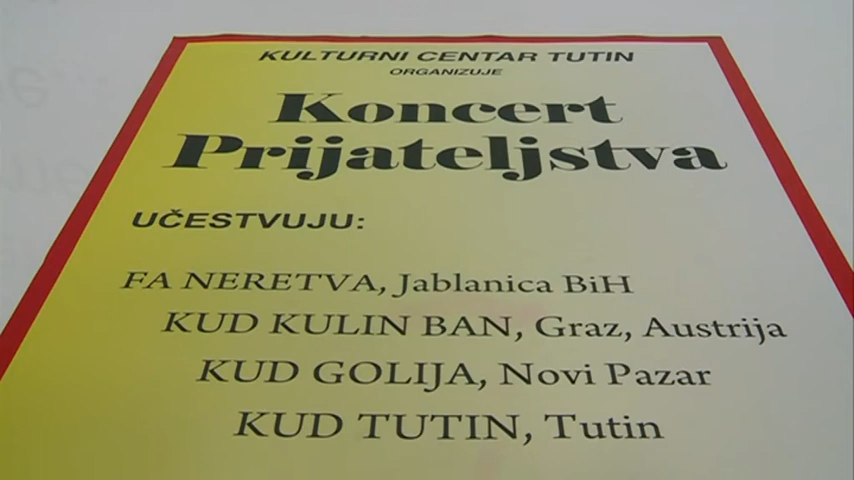 KULTURNI CENTAR TUTIN
ORGANIZUJE
Koncert
Prijateljstva
UČESTVUJU:
FA NERETVA, Jablanica BiH
KUD KULIN BAN, Graz, Austrija
KUD GOLIJA, Novi Pazar
KUD TUTIN, Tutin